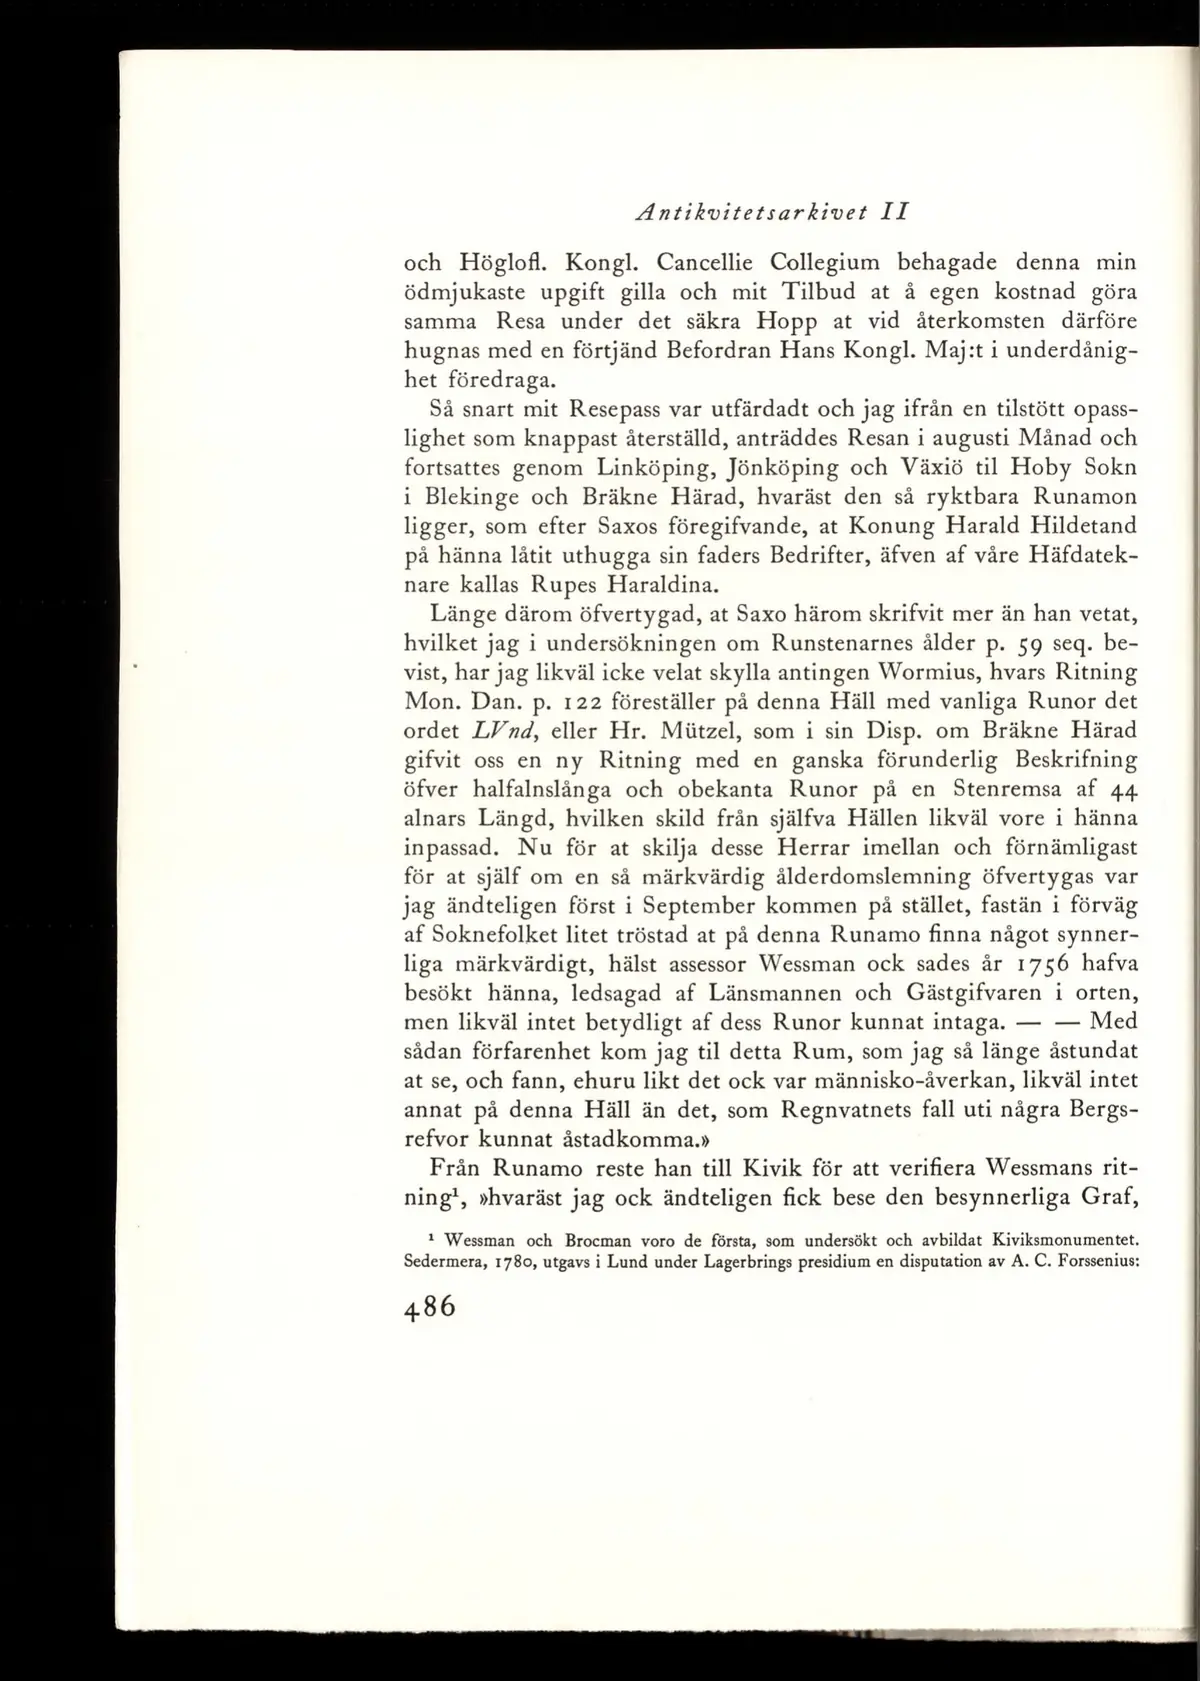 Antikvitetsarkivet II
och Höglofl. Kongl. Cancellie Collegium behagade denna min
ödmjukaste upgift gilla och mit Tilbud at å egen kostnad göra
samma Resa under det säkra Hopp at vid återkomsten därföre
hugnas med en förtjänd Befordran Hans Kongl. Maj:t i underdånig-
het föredraga.
Så snart mit Resepass var utfärdadt och jag ifrån en tilstött opass-
lighet som knappast återställd, anträddes Resan i augusti Månad och
fortsattes genom Linköping, Jönköping och Växiö til Hoby Sokn
i Blekinge och Bräkne Härad, hvaräst den så ryktbara Runamon
ligger, som efter Saxos föregifvande, at Konung Harald Hildetand
på hänna låtit uthugga sin faders Bedrifter, äfven af våre Häfdatek-
nare kallas Rupes Haraldina.
Länge därom öfvertygad, at Saxo härom skrifvit mer än han vetat,
hvilket jag i undersökningen om Runstenarnes ålder p. 59 seq. be-
vist, har jag likväl icke velat skylla antingen Wormius, hvars Ritning
Mon. Dan. p. 122 föreställer på denna Häll med vanliga Runor det
ordet LVnd, eller Hr. Mützel, som i sin Disp. om Bräkne Härad
gifvit oss en ny Ritning med en ganska förunderlig Beskrifning
öfver halfalnslånga och obekanta Runor på en Stenremsa af 44
alnars Längd, hvilken skild från själfva Hällen likväl vore i hänna
inpassad. Nu för at skilja desse Herrar imellan och förnämligast
för at själf om en så märkvärdig ålderdomslemning öfvertygas var
jag ändteligen först i September kommen på stället, fastän i förväg
af Soknefolket litet tröstad at på denna Runamo finna något synner-
liga märkvärdigt, hälst assessor Wessman ock sades år 1756 hafva
besökt hänna, ledsagad af Länsmannen och Gästgifvaren i orten,
men likväl intet betydligt af dess Runor kunnat intaga. — — Med
sådan förfarenhet kom jag til detta Rum, som jag så länge åstundat
at se, och fann, ehuru likt det ock var människo-åverkan, likväl intet
annat på denna Häll än det, som Regnvatnets fall uti några Bergs-
refvor kunnat åstadkomma.»
Från Runamo reste han till Kivik för att verifiera Wessmans rit-
ning¹, »hvaräst jag ock ändteligen fick bese den besynnerliga Graf,
¹ Wessman och Brocman voro de första, som undersökt och avbildat Kiviksmonumentet.
Sedermera, 1780, utgavs i Lund under Lagerbrings presidium en disputation av A. C. Forssenius:
486